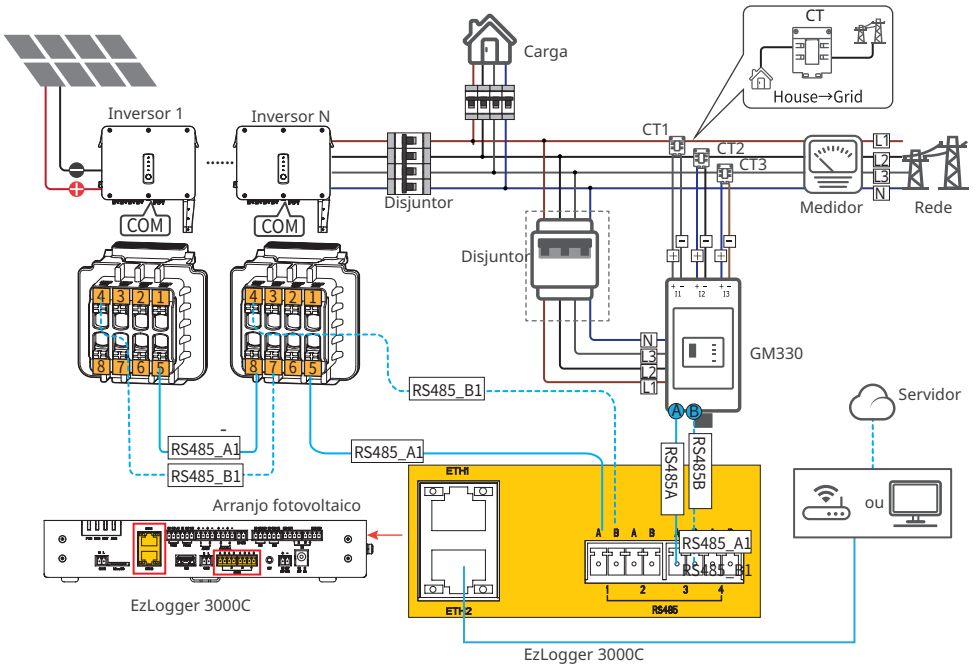 CT
House→Grid
Carga
Inversor 1
Inversor N
CT1
CT2
CT3
L1
L2
L3
N
Disjuntor
COM
COM
Medidor
Rede
Disjuntor
+ - + - + -
I1 I2 I3
GM330
N
L3
L2
L1
4 3 2 1
8 7 6 5
4 3 2 1
8 7 6 5
A B
RS485_B1
RS485_A1
RS485_B1
RS485_A1
RS485A
RS485B
Servidor
ou
Arranjo fotovoltaico
EzLogger 3000C
ETH1
ETH2
A B A B
RS485_A1
RS485_B1
1 2 3 4
RS485
EzLogger 3000C